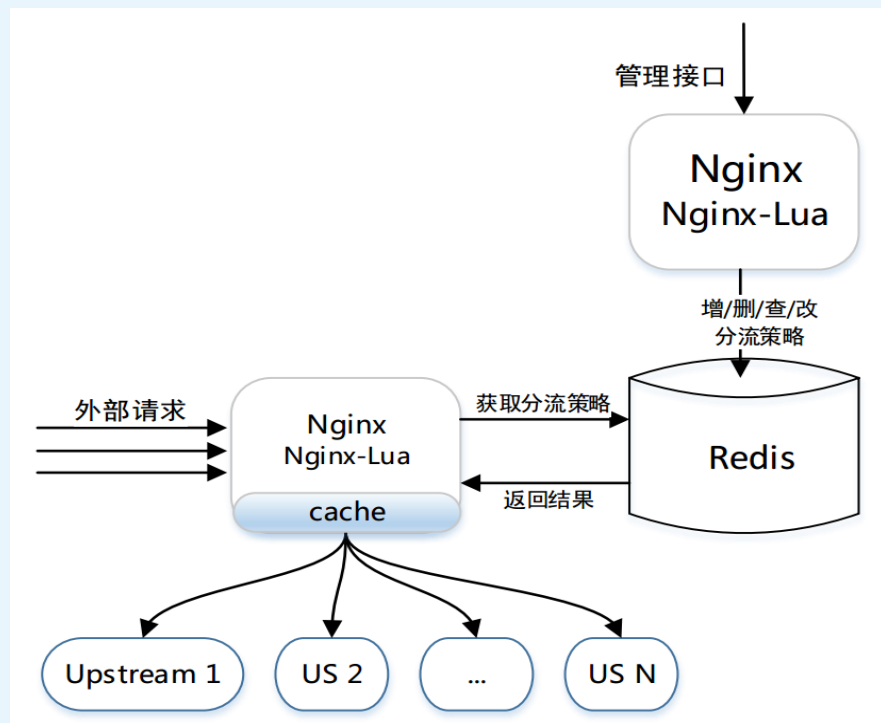 管理接口
Nginx
Nginx-Lua
增/删/查/改
分流策略
外部请求
Nginx
Nginx-Lua
cache
获取分流策略
返回结果
Redis
Upstream 1
US 2
...
US N